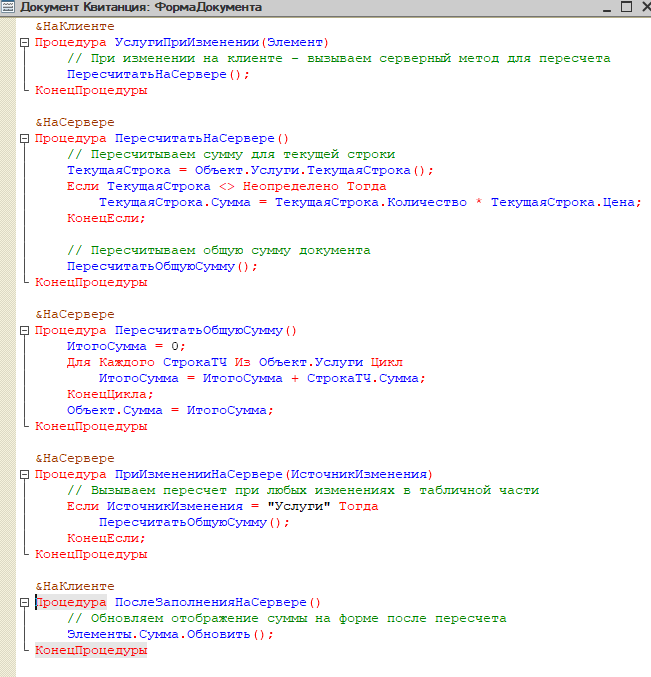 Документ Квитанция: ФормаДокумента
&НаКлиенте
Процедура УслугиПриИзменении(Элемент)
// При изменении на клиенте – вызываем серверный метод для пересчета
ПересчитатьНаСервере();
КонецПроцедуры
&НаСервере
Процедура ПересчитатьНаСервере()
// Пересчитываем сумму для текущей строки
ТекущаяСтрока = Объект.Услуги.ТекущаяСтрока();
Если ТекущаяСтрока <> Неопределено Тогда
ТекущаяСтрока.Сумма = ТекущаяСтрока.Количество * ТекущаяСтрока.Цена;
КонецЕсли;
// Пересчитываем общую сумму документа
ПересчитатьОбщуюСумму();
КонецПроцедуры
&НаСервере
Процедура ПересчитатьОбщуюСумму()
ИтогоСумма = 0;
Для Каждого СтрокаТЧ Из Объект.Услуги Цикл
ИтогоСумма = ИтогоСумма + СтрокаТЧ.Сумма;
КонецЦикла;
Объект.Сумма = ИтогоСумма;
КонецПроцедуры
&НаСервере
Процедура ПриИзмененииНаСервере(ИсточникИзменения)
// Вызываем пересчет при любых изменениях в табличной части
Если ИсточникИзменения = "Услуги" Тогда
ПересчитатьОбщуюСумму();
КонецЕсли;
КонецПроцедуры
&НаКлиенте
Процедура ПослеЗаполненияНаСервере()
// Обновляем отображение суммы на форме после пересчета
Элементы.Сумма.Обновить();
КонецПроцедуры